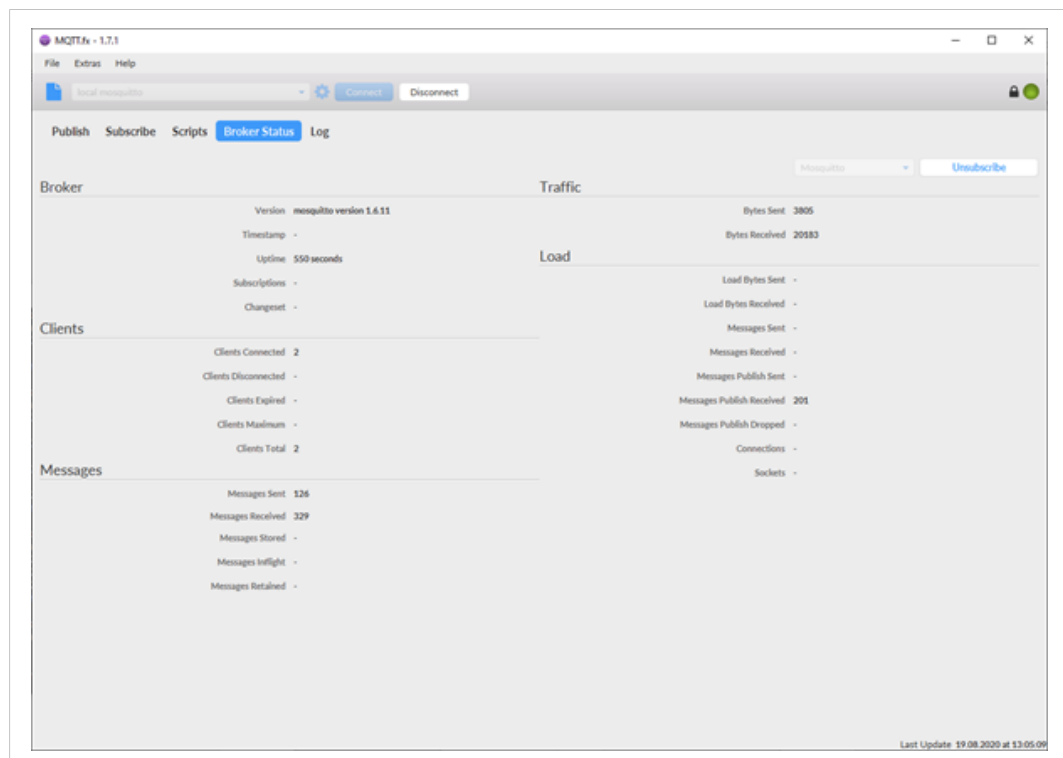 MQTT.fx - 1.7.1
File Extras Help
local mosquitto Connect Disconnect
Publish Subscribe Scripts Broker Status Log
Mosquitto Unsubscribe
Broker
Version mosquitto version 1.6.11
Timestamp -
Uptime 550 seconds
Subscriptions -
Changeset -
Clients
Clients Connected 2
Clients Disconnected -
Clients Expired -
Clients Maximum -
Clients Total 2
Messages
Messages Sent 126
Messages Received 329
Messages Stored -
Messages Inflight -
Messages Retained -
Traffic
Bytes Sent 3805
Bytes Received 20183
Load
Load Bytes Sent -
Load Bytes Received -
Messages Sent -
Messages Received -
Messages Publish Sent -
Messages Publish Received 201
Messages Publish Dropped -
Connections -
Sockets -
Last Update 19.08.2020 at 13:05:09